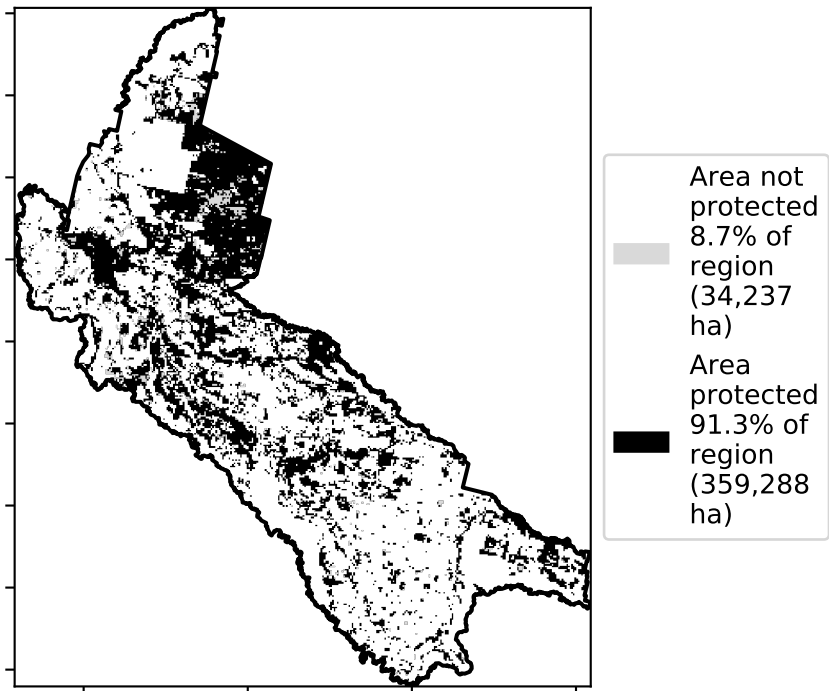 Area not
protected
8.7% of
region
(34,237
ha)
Area
protected
91.3% of
region
(359,288
ha)